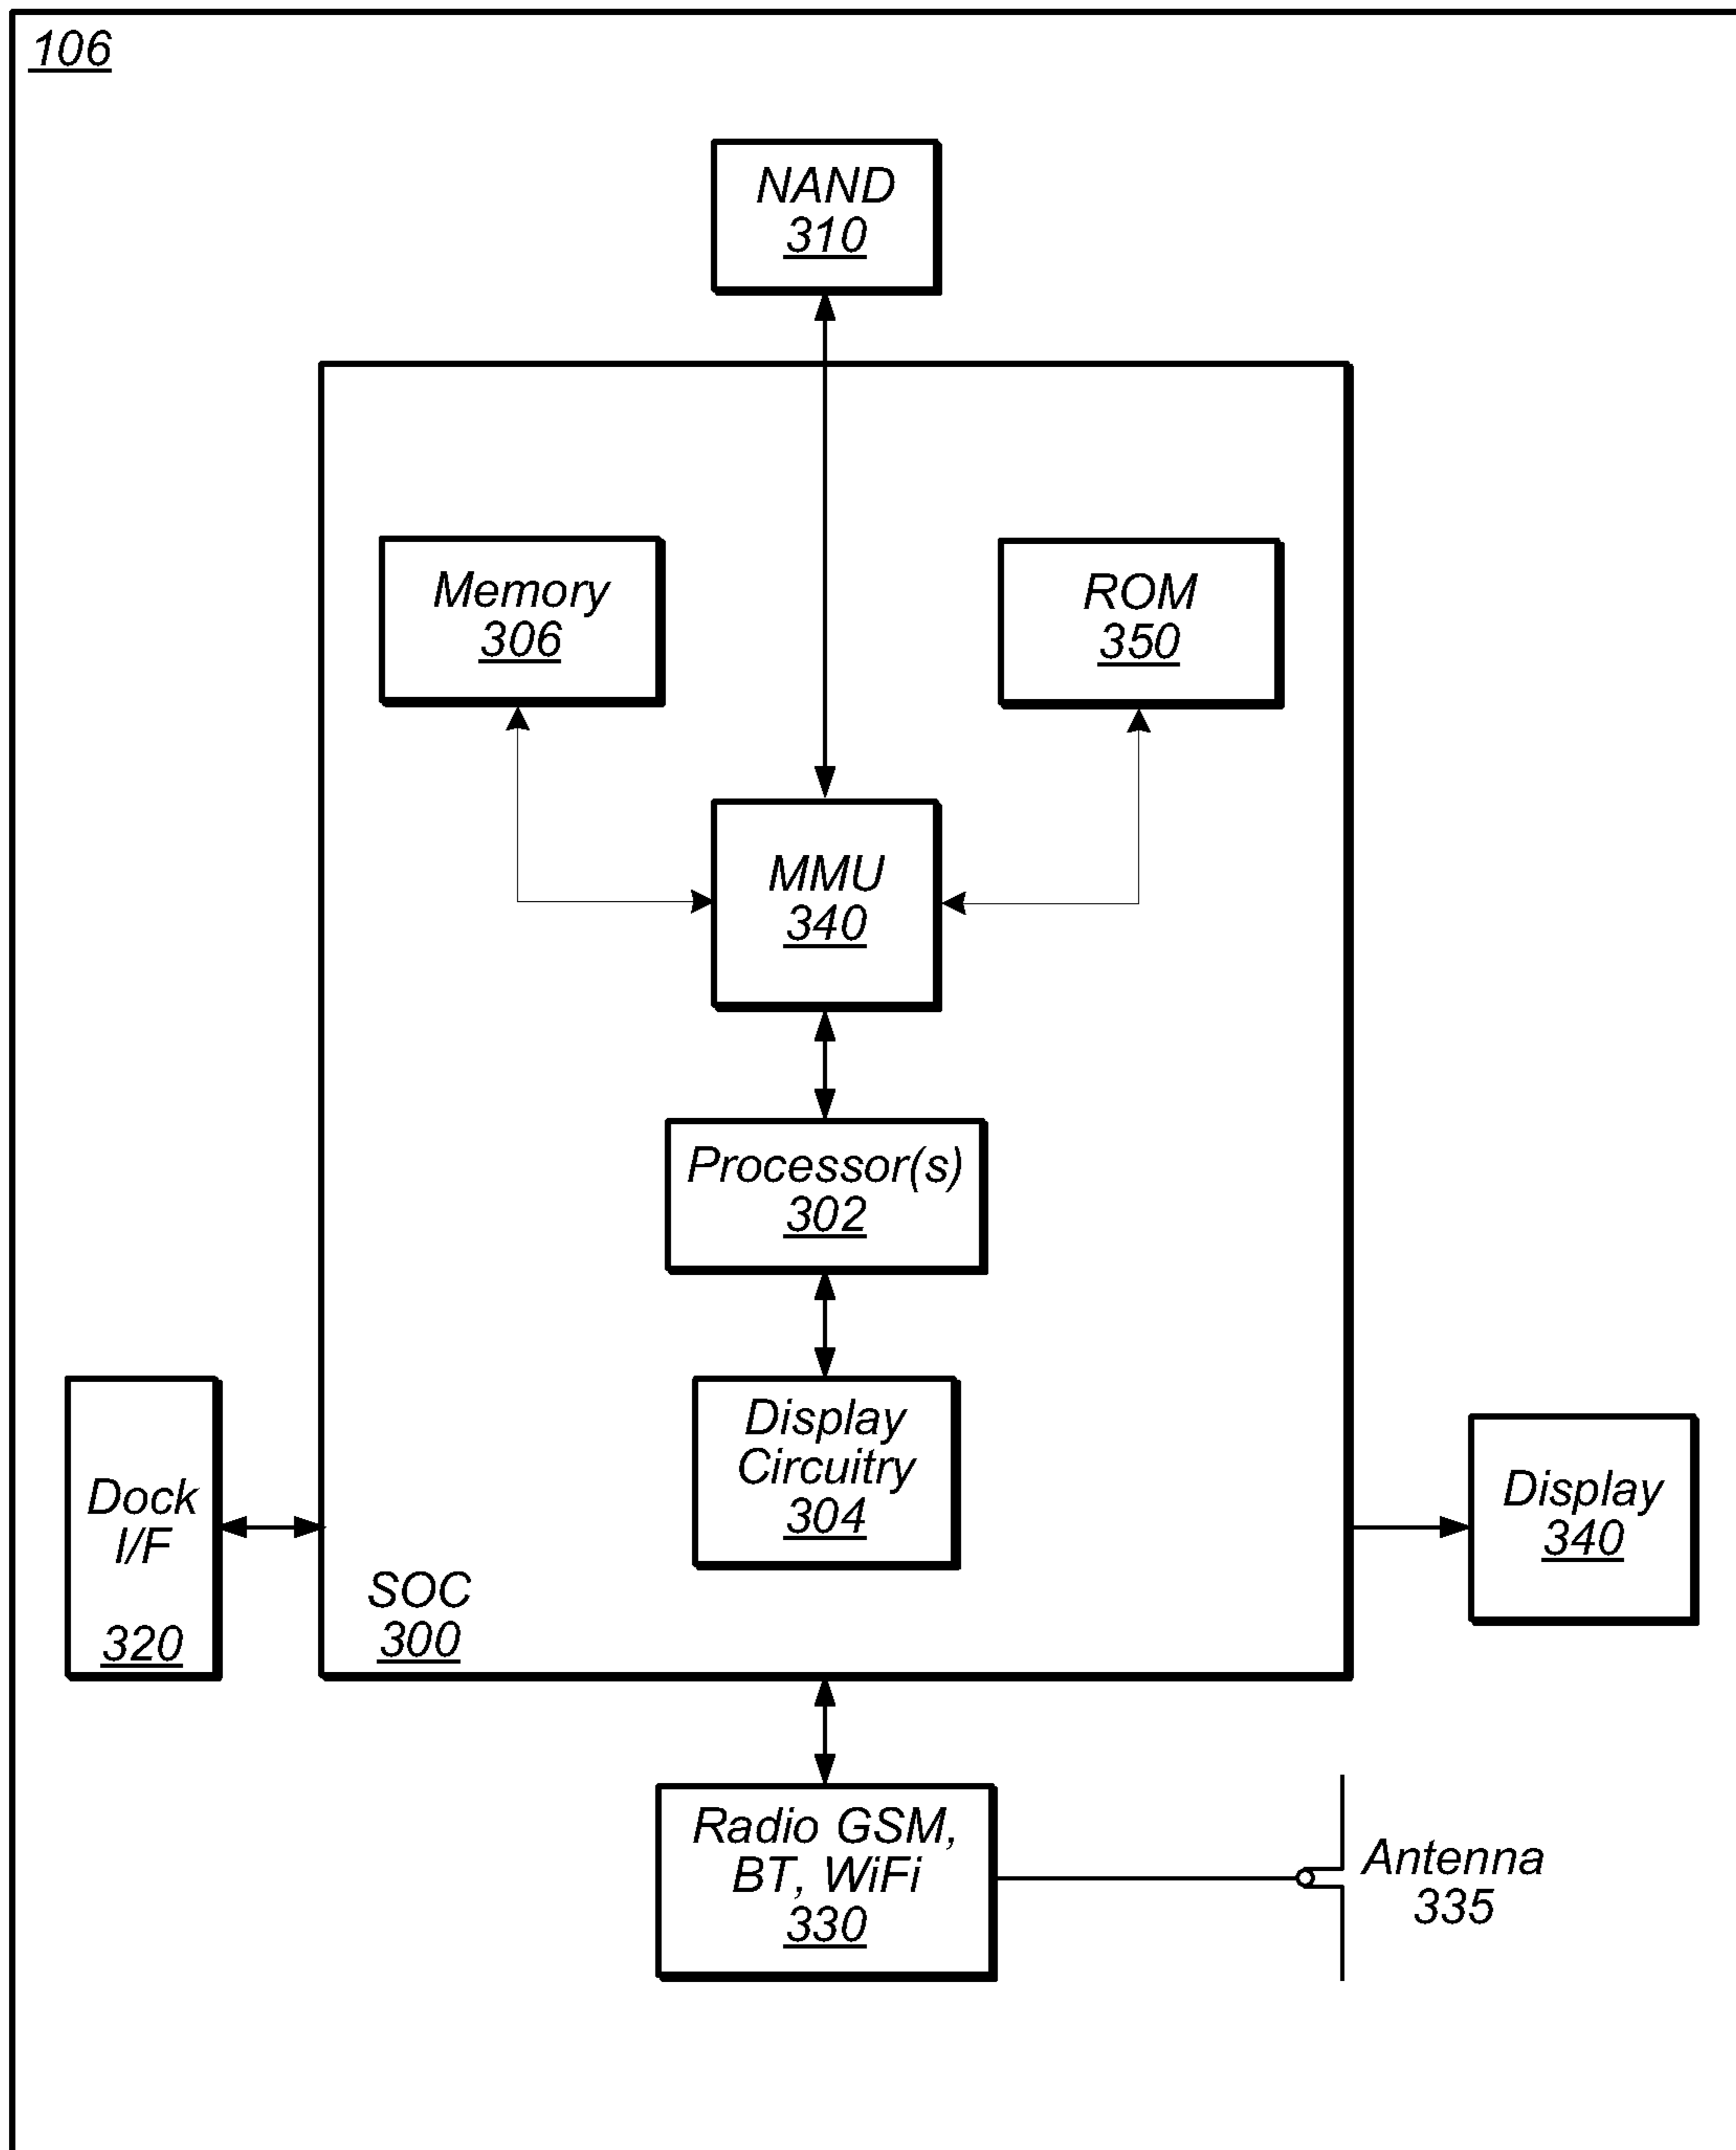 106
NAND
310
Memory
306
ROM
350
MMU
340
Processor(s)
302
Display
Circuitry
304
Dock
I/F
320
SOC
300
Display
340
Radio GSM,
BT, WiFi
330
Antenna
335